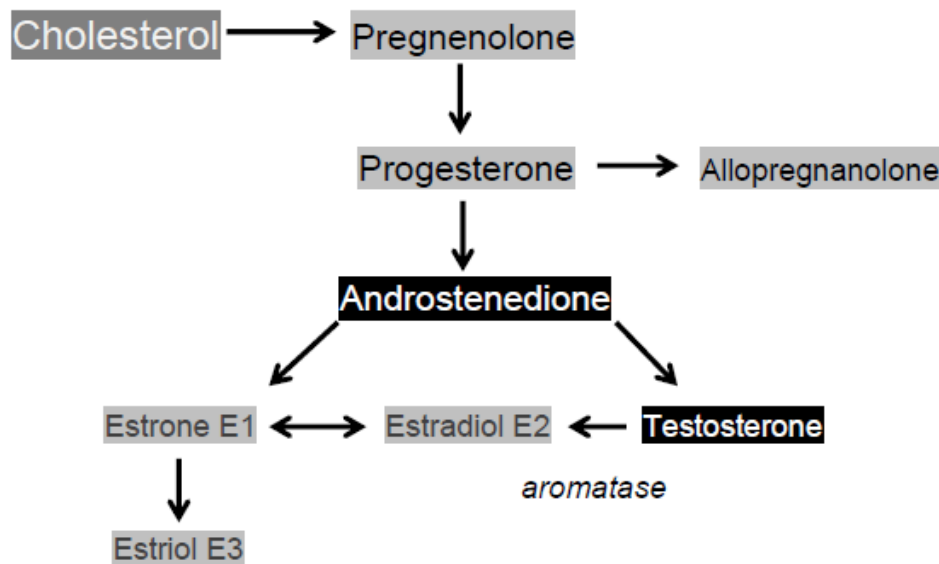 Cholesterol
Pregnenolone
Progesterone
Allopregnanolone
Androstenedione
Estrone E1
Estradiol E2
Testosterone
aromatase
Estriol E3